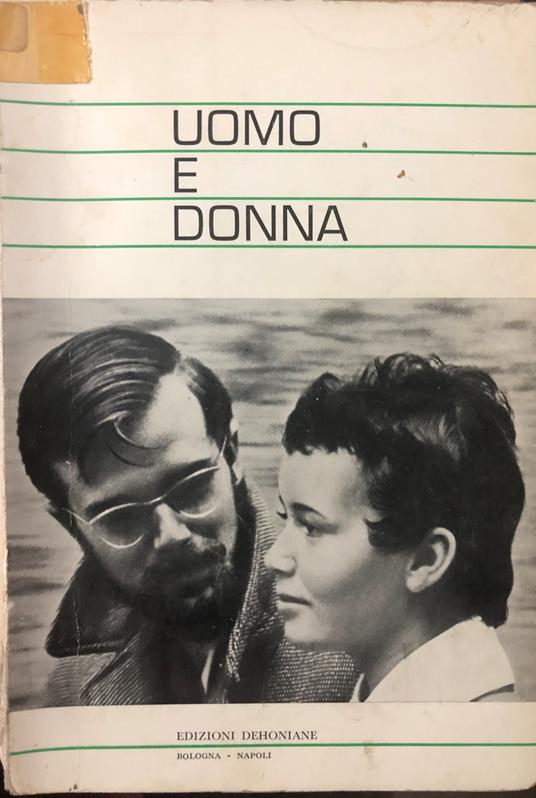 UOMO
E
DONNA
EDIZIONI DEHONIANE
BOLOGNA - NAPOLI